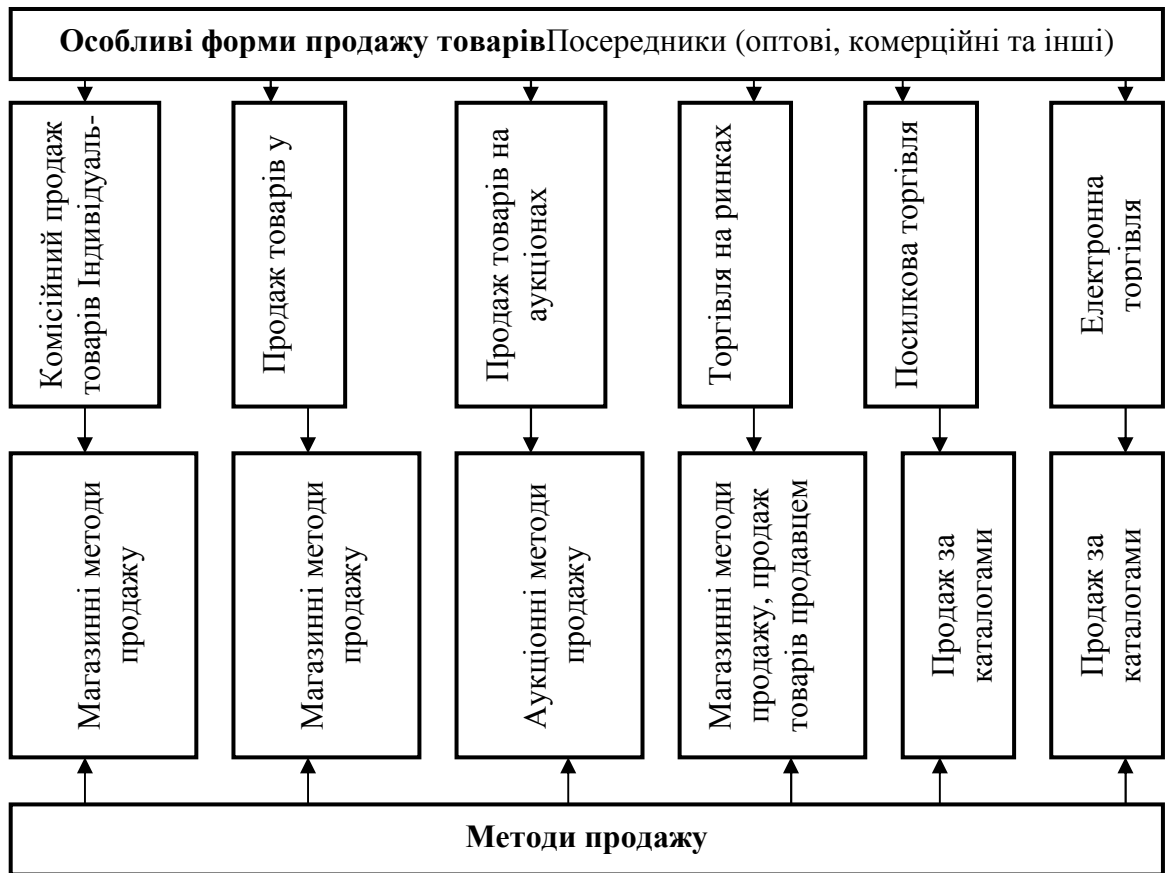 Особливі форми продажу товарівПосередники (оптові, комерційні та інші)
Комісійний продаж
товарів Індивідуаль-
Продаж товарів у
Продаж товарів на
аукціонах
Торгівля на ринках
Посилкова торгівля
Електронна
торгівля
Магазинні методи
продажу
Магазинні методи
продажу
Аукціонні методи
продажу
Магазинні методи
продажу, продаж
товарів продавцем
Продаж за
каталогами
Продаж за
каталогами
Методи продажу